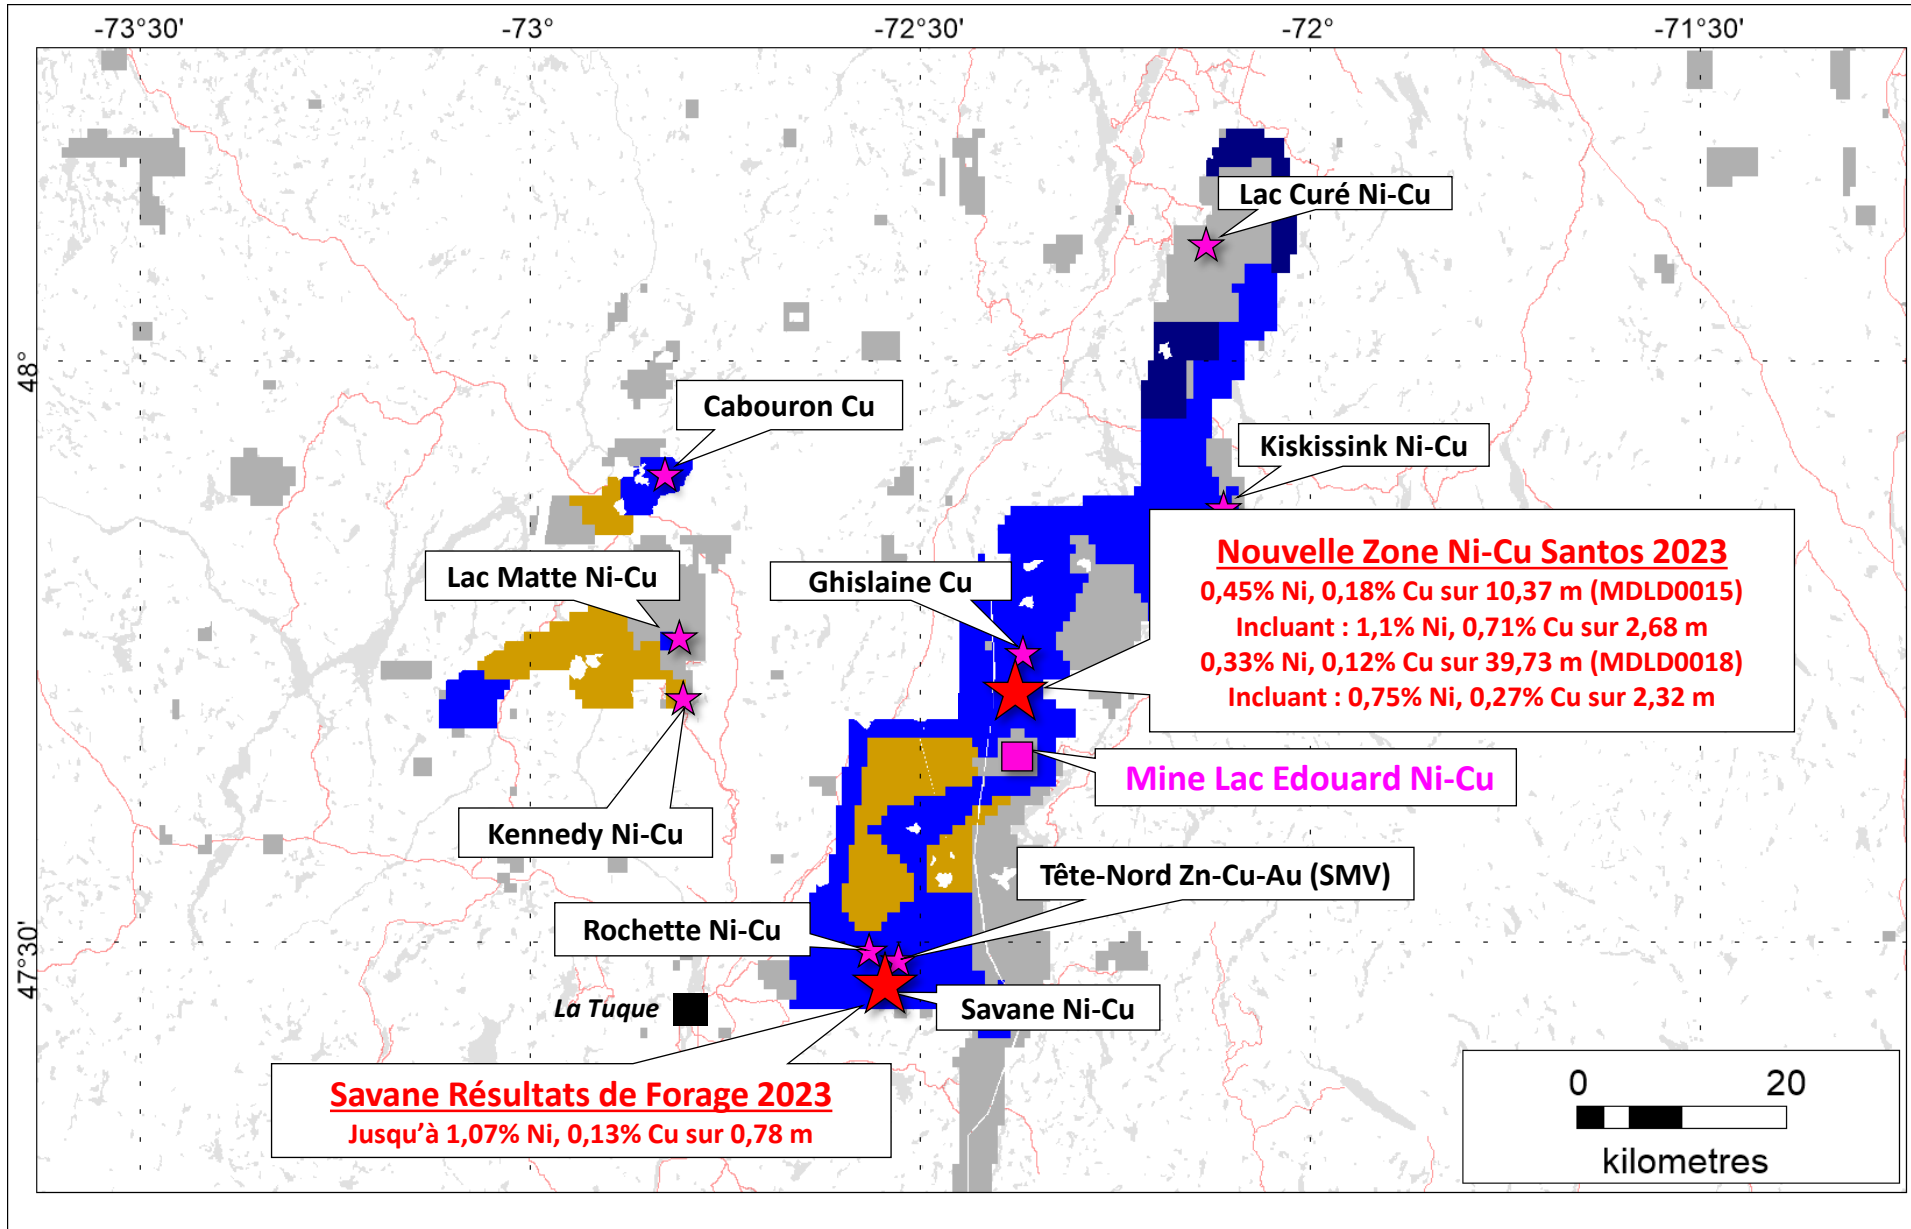 -73°30'
-73°
-72°30'
-72°
-71°30'
48°
47°30'
Lac Curé Ni-Cu
Cabouron Cu
Kiskissink Ni-Cu
Lac Matte Ni-Cu
Ghislaine Cu
Nouvelle Zone Ni-Cu Santos 2023
0,45% Ni, 0,18% Cu sur 10,37 m (MDLD0015)
Incluant : 1,1% Ni, 0,71% Cu sur 2,68 m
0,33% Ni, 0,12% Cu sur 39,73 m (MDLD0018)
Incluant : 0,75% Ni, 0,27% Cu sur 2,32 m
Mine Lac Edouard Ni-Cu
Kennedy Ni-Cu
Tête-Nord Zn-Cu-Au (SMV)
Rochette Ni-Cu
La Tuque
Savane Ni-Cu
Savane Résultats de Forage 2023
Jusqu'à 1,07% Ni, 0,13% Cu sur 0,78 m
0 20
kilometres